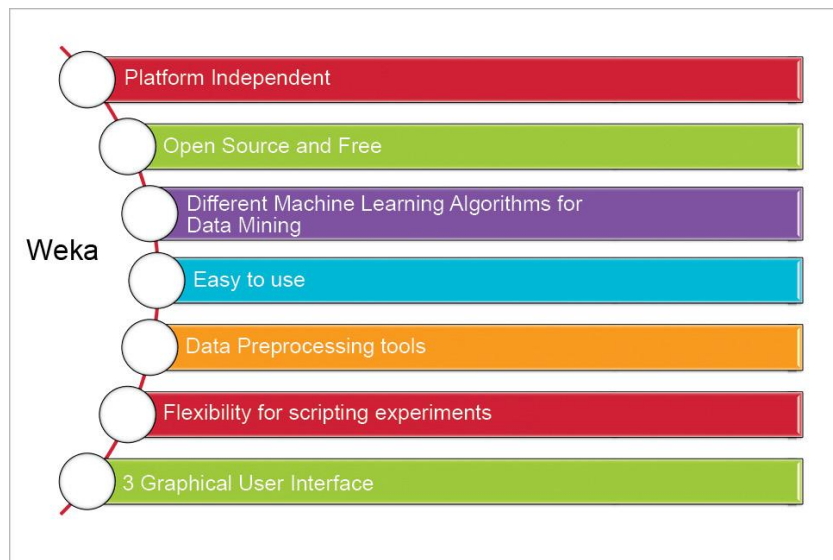 Platform Independent
Open Source and Free
Different Machine Learning Algorithms for
Data Mining
Weka
Easy to use
Data Preprocessing tools
Flexibility for scripting experiments
3 Graphical User Interface